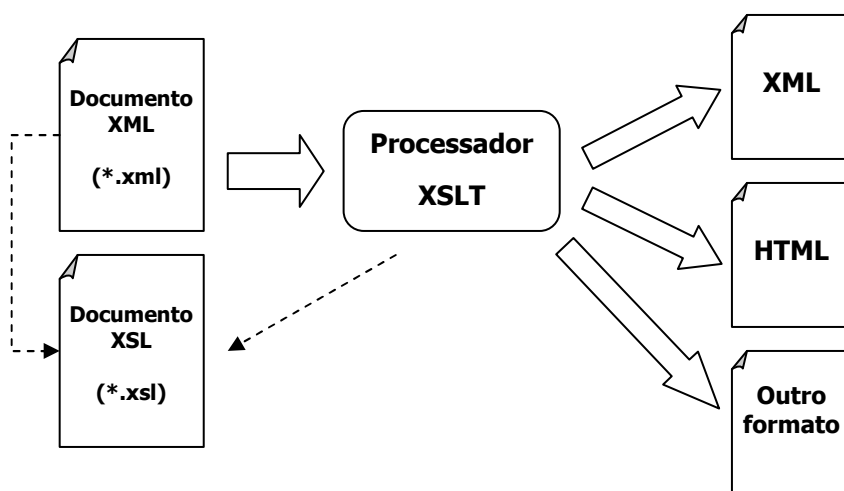 Documento
XML
(*.xml)
Documento
XSL
(*.xsl)
Processador
XSLT
XML
HTML
Outro
formato